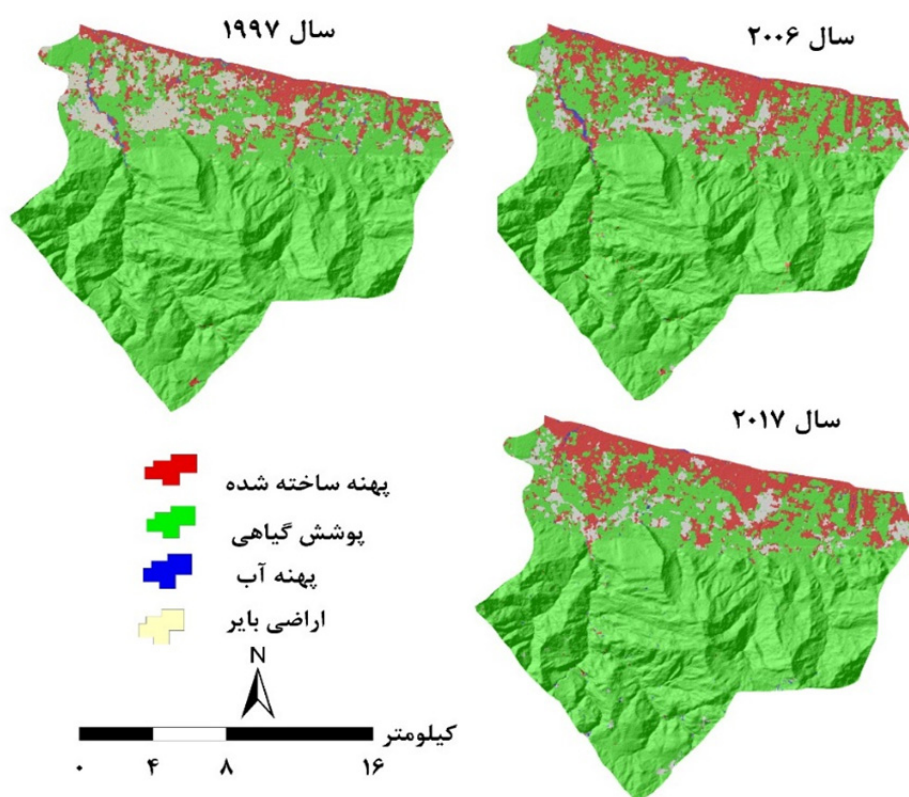 سال ۱۹۹۷
سال ۲۰۰۶
سال ۲۰۱۷
پهنه ساخته شده
پوشش گیاهی
پهنه آب
اراضی بایر
N
کیلومتر
۰ ۴ ۸ ۱۶